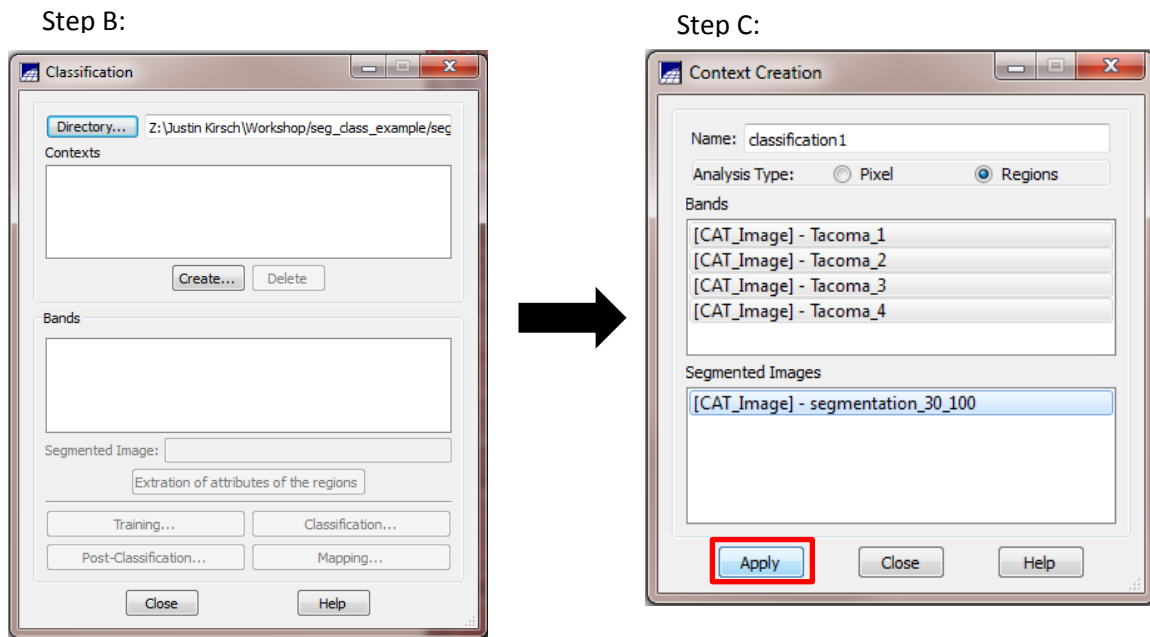 Step B:
Classification
Directory... Z:\Justin Kirsch\Workshop/seg_class_example/seg
Contexts
Create... Delete
Bands
Segmented Image:
Extration of attributes of the regions
Training... Classification...
Post-Classification... Mapping...
Close Help
Step C:
Context Creation
Name: classification1
Analysis Type: Pixel Regions
Bands
[CAT_Image] - Tacoma_1
[CAT_Image] - Tacoma_2
[CAT_Image] - Tacoma_3
[CAT_Image] - Tacoma_4
Segmented Images
[CAT_Image] - segmentation_30_100
Apply Close Help